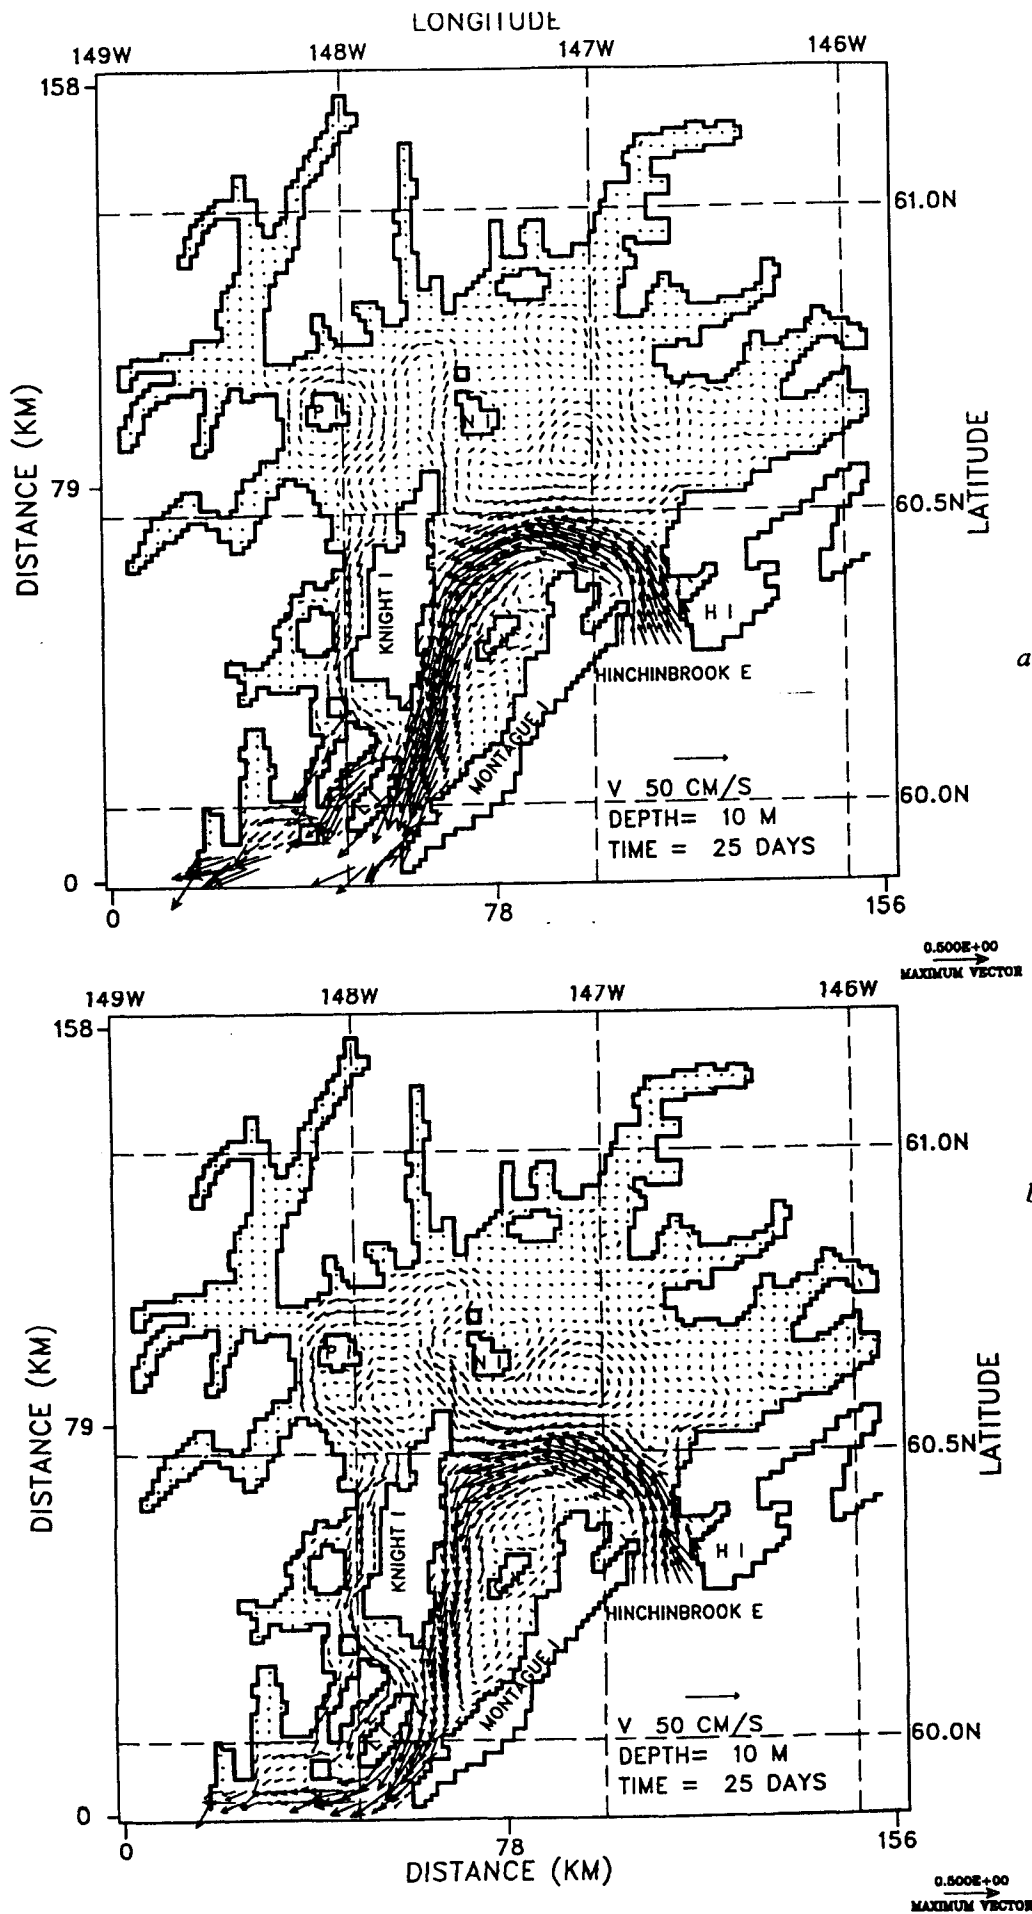 LONGITUDE
149W 148W 147W 146W
158
61.0N
DISTANCE (KM)
P
N I
79
60.5N
LATITUDE
KNIGHT I
H I
a
HINCHINBROOK E
MONTAGUE I
V 50 CM/S
60.0N
DEPTH= 10 M
TIME = 25 DAYS
0
0 78 156
0.500E+00
MAXIMUM VECTOR
149W 148W 147W 146W
158
61.0N
b
DISTANCE (KM)
P
N I
79
60.5N
LATITUDE
KNIGHT I
H I
HINCHINBROOK E
MONTAGUE I
V 50 CM/S
60.0N
DEPTH= 10 M
TIME = 25 DAYS
0
0 78 156
DISTANCE (KM)
0.500E+00
MAXIMUM VECTOR